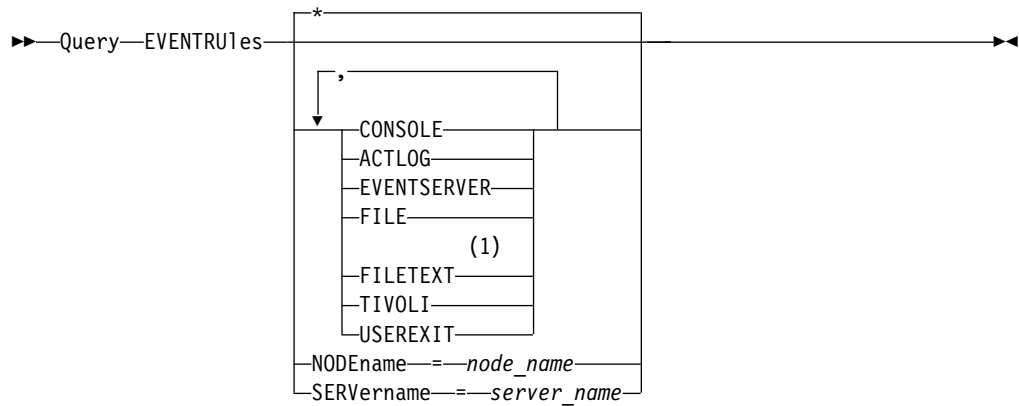 *
Query EVENTRUles
,
CONSOLE
ACTLOG
EVENTSERVER
FILE
(1)
FILETEXT
TIVOLI
USEREXIT
NODEname = node_name
SERVername = server_name